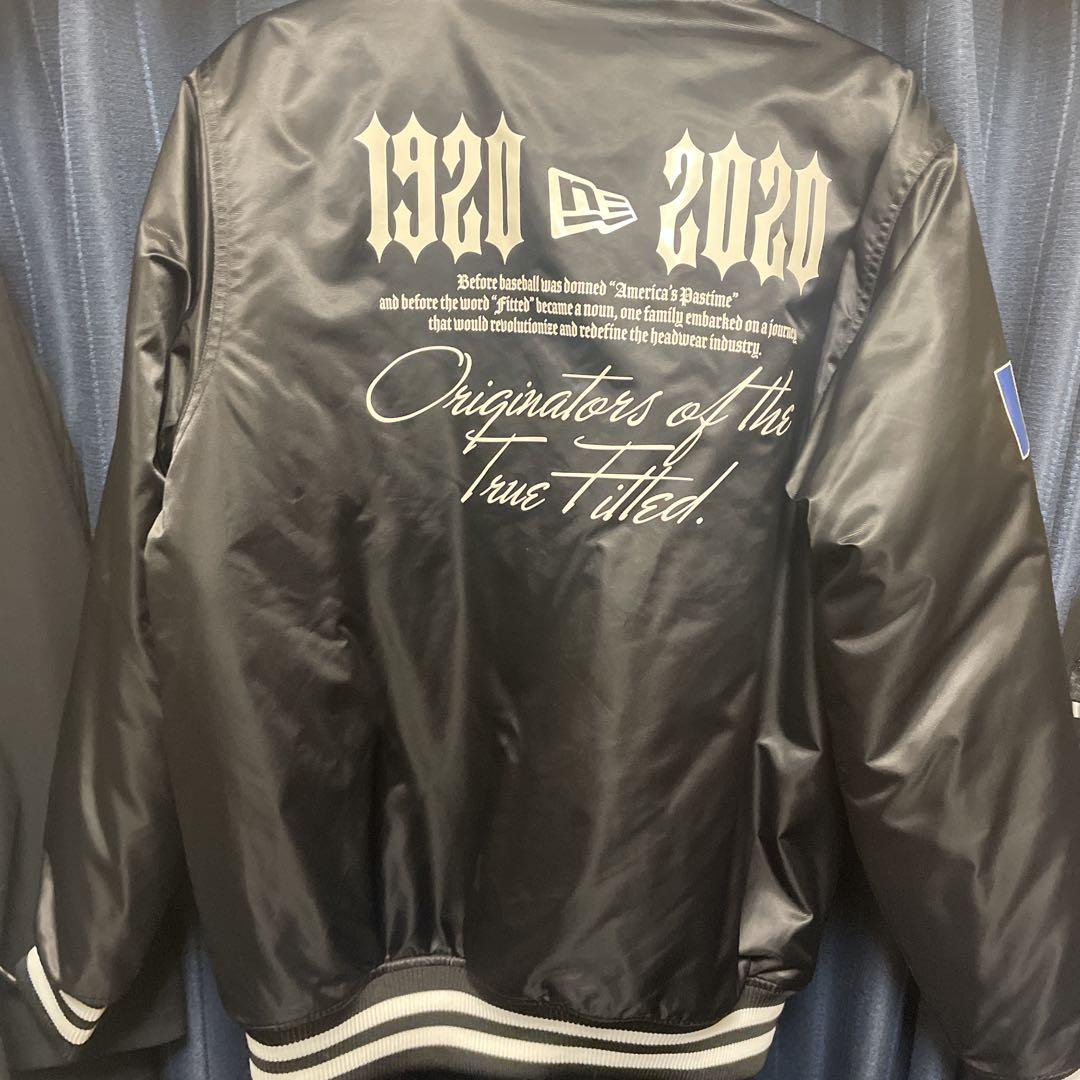 1920 NE 2020
Before baseball was donned "America's Pastime"
and before the word "Fitted" became a noun, one family embarked on a journey
that would revolutionize and redefine the headwear industry.
Originators of the
True Fitted.